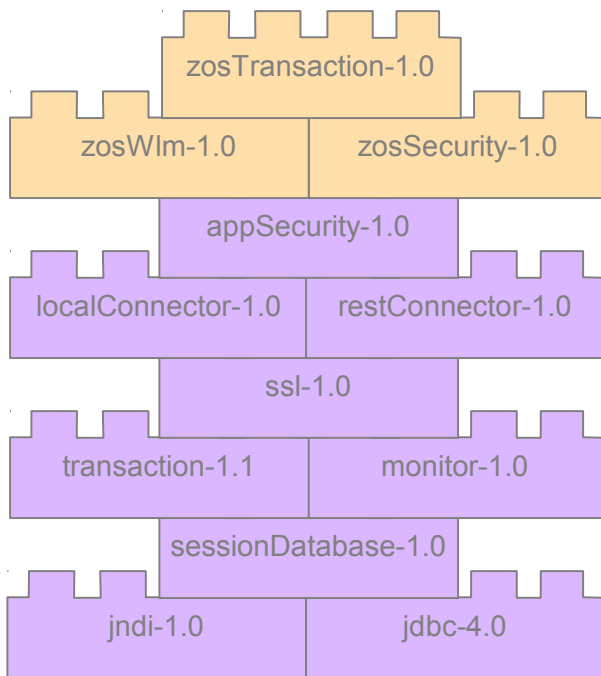 zosTransaction-1.0
zosWlm-1.0
zosSecurity-1.0
appSecurity-1.0
localConnector-1.0
restConnector-1.0
ssl-1.0
transaction-1.1
monitor-1.0
sessionDatabase-1.0
jndi-1.0
jdbc-4.0